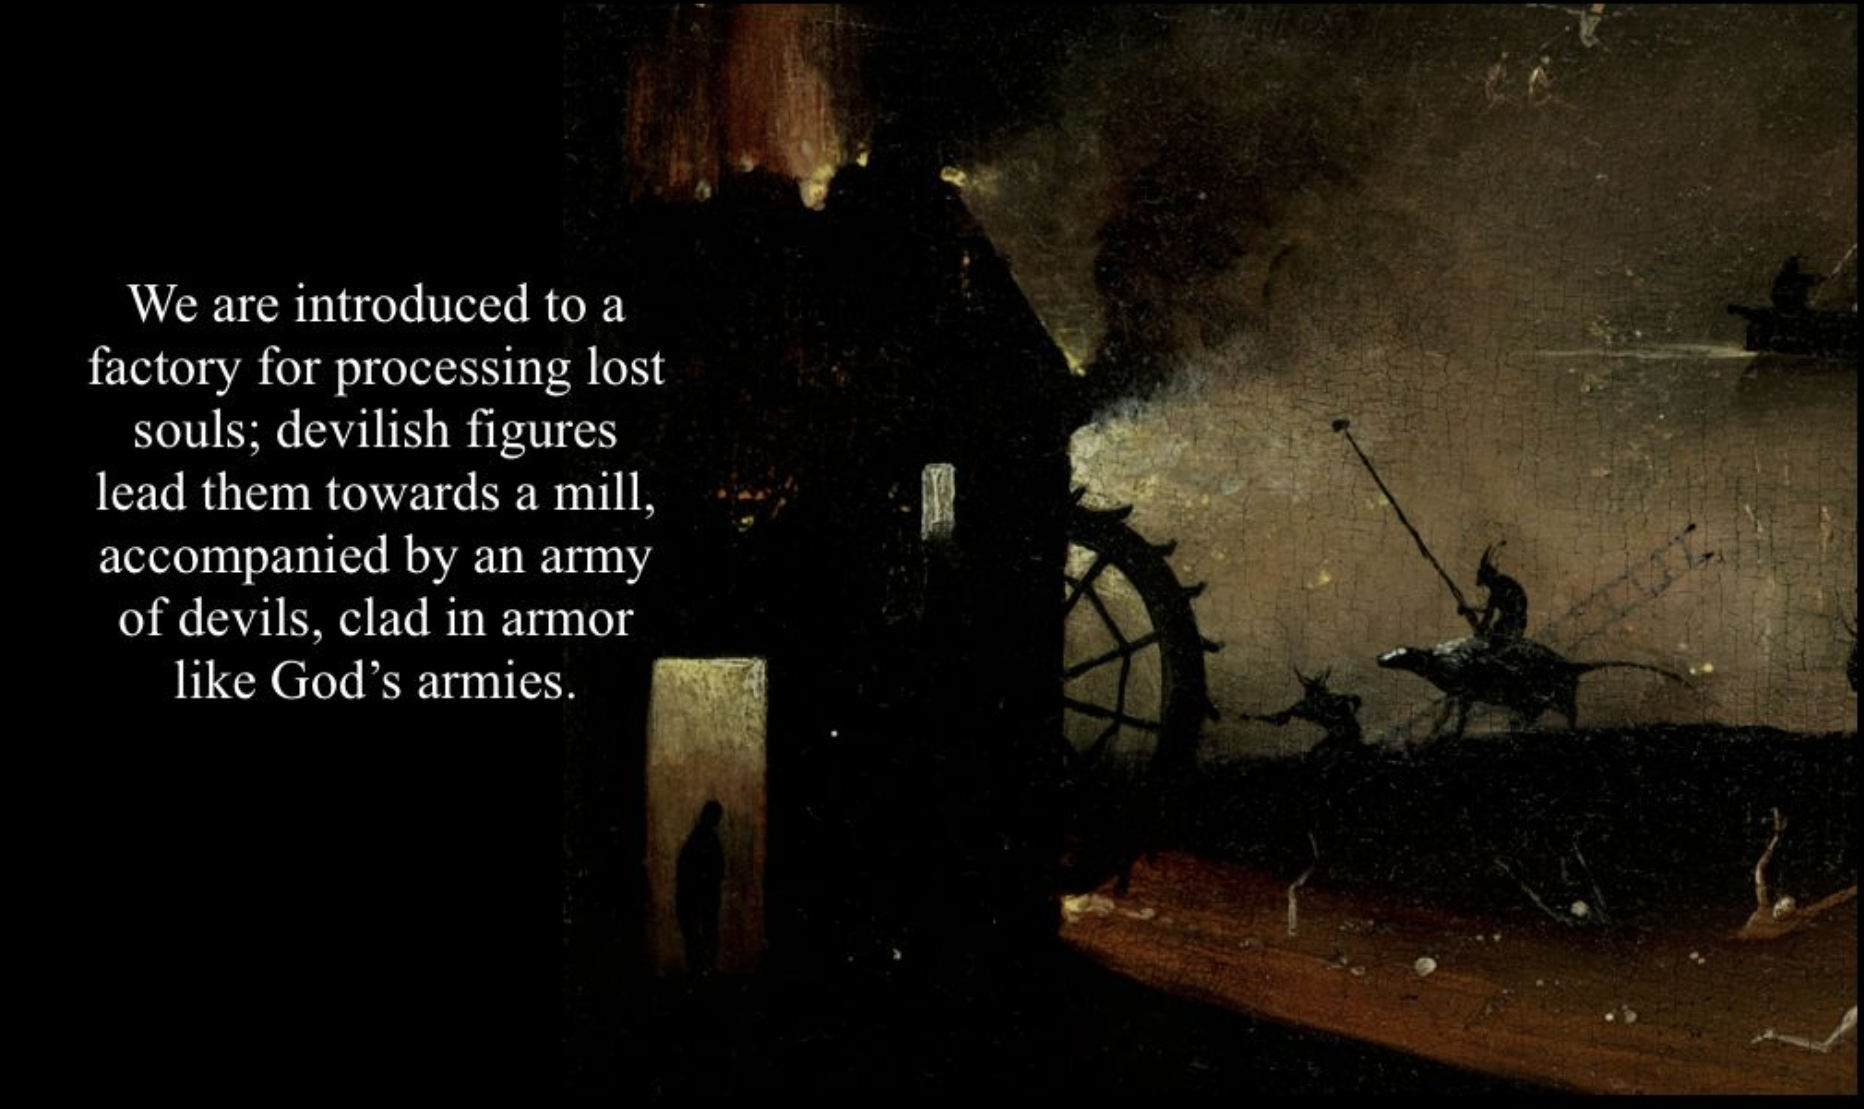 We are introduced to a
factory for processing lost
souls; devilish figures
lead them towards a mill,
accompanied by an army
of devils, clad in armor
like God’s armies.